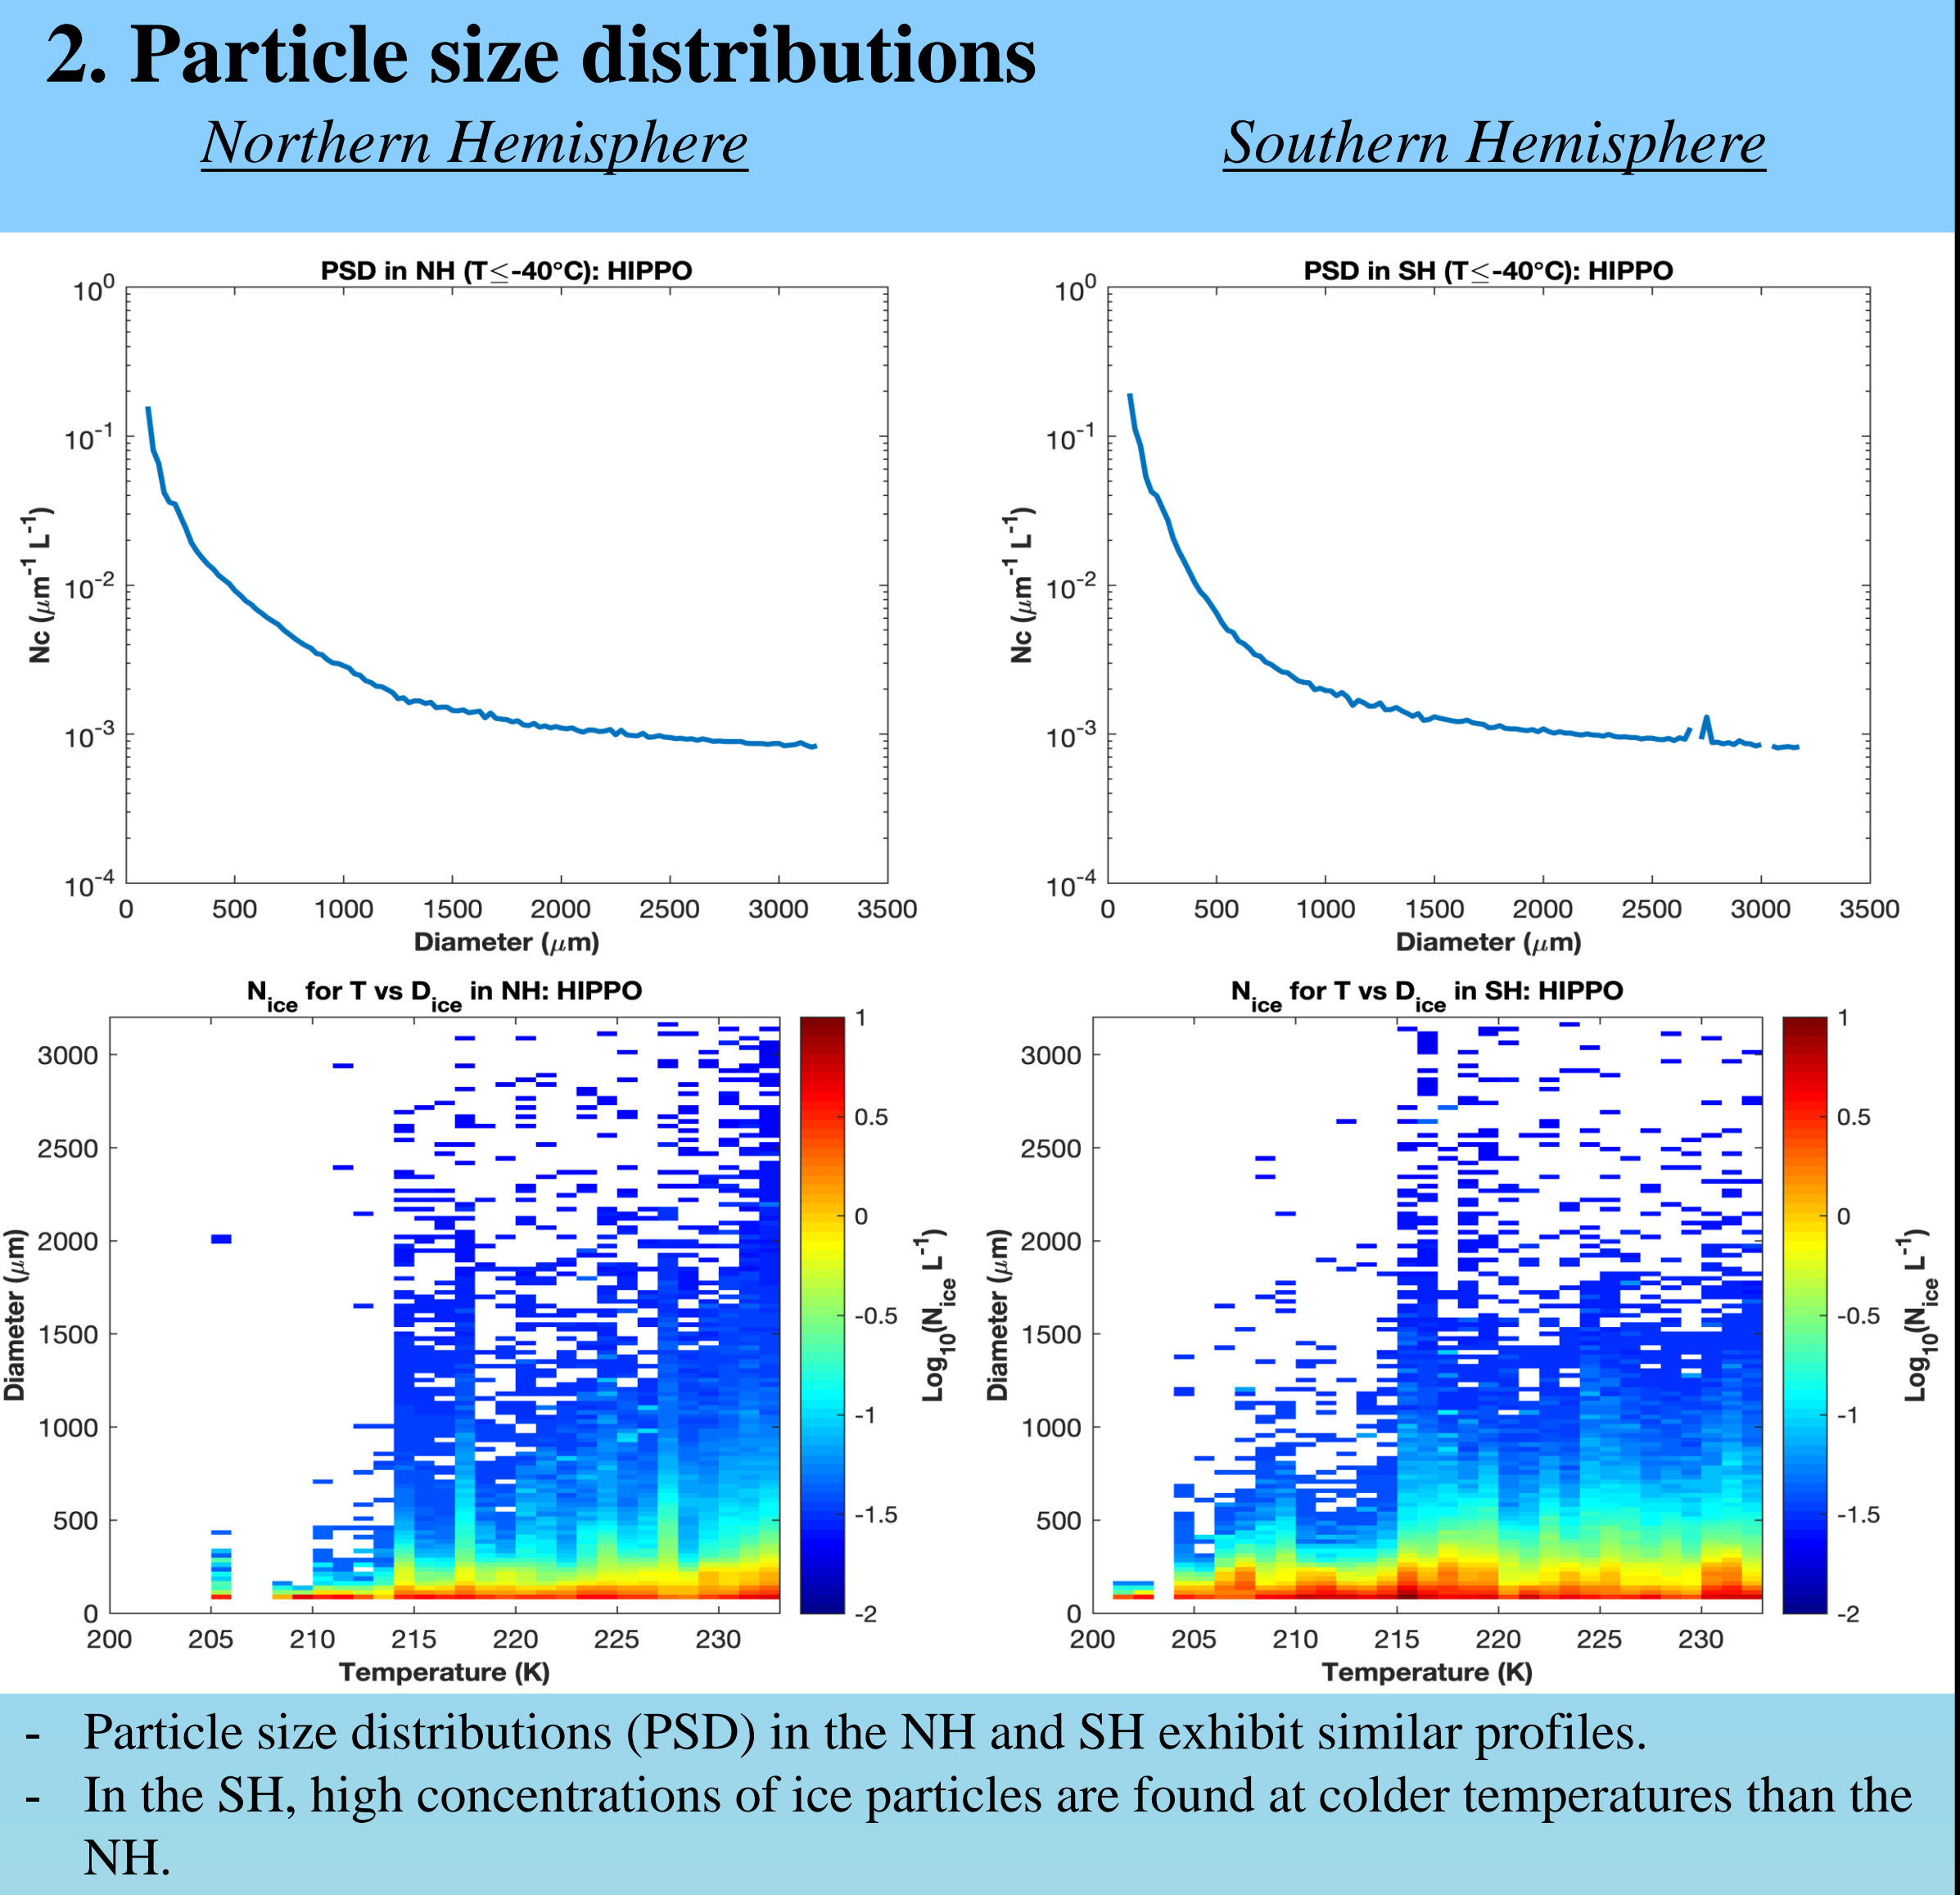 2. Particle size distributions
Northern Hemisphere
Southern Hemisphere
PSD in NH (T≤-40°C): HIPPO
10⁰
10⁻¹
10⁻²
10⁻³
10⁻⁴
Nc (μm⁻¹ L⁻¹)
0 500 1000 1500 2000 2500 3000 3500
Diameter (μm)
PSD in SH (T≤-40°C): HIPPO
10⁰
10⁻¹
10⁻²
10⁻³
10⁻⁴
Nc (μm⁻¹ L⁻¹)
0 500 1000 1500 2000 2500 3000 3500
Diameter (μm)
N_ice for T vs D_ice in NH: HIPPO
3000
2500
2000
1500
1000
500
0
Diameter (μm)
200 205 210 215 220 225 230
Temperature (K)
1
0.5
0
-0.5
-1
-1.5
-2
Log₁₀(N_ice L⁻¹)
N_ice for T vs D_ice in SH: HIPPO
3000
2500
2000
1500
1000
500
0
Diameter (μm)
200 205 210 215 220 225 230
Temperature (K)
1
0.5
0
-0.5
-1
-1.5
-2
Log₁₀(N_ice L⁻¹)
- Particle size distributions (PSD) in the NH and SH exhibit similar profiles.
- In the SH, high concentrations of ice particles are found at colder temperatures than the
NH.